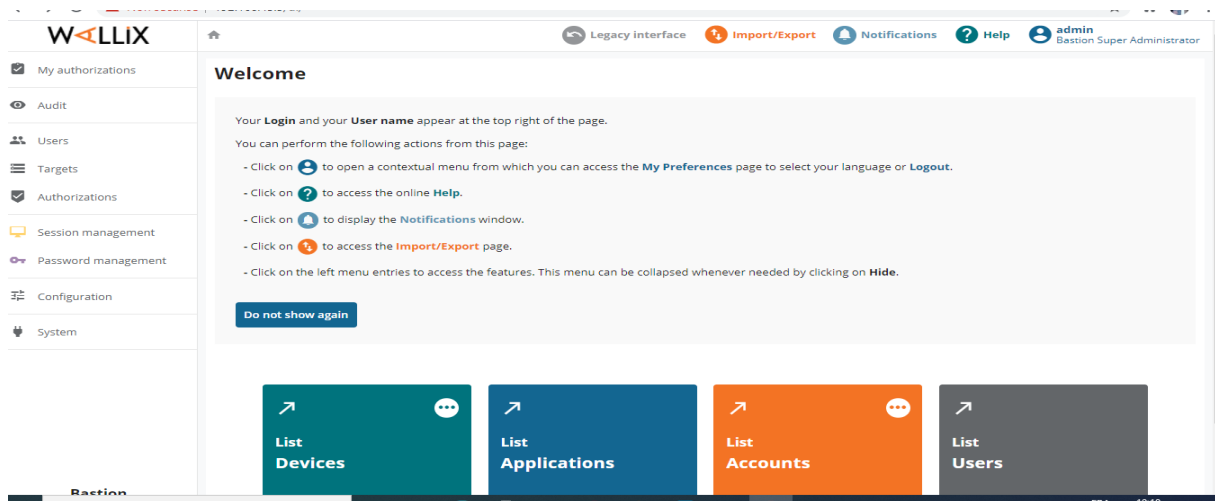 WALLIX
Legacy interface
Import/Export
Notifications
Help
admin
Bastion Super Administrator
My authorizations
Audit
Users
Targets
Authorizations
Session management
Password management
Configuration
System
Bastion
Welcome
Your Login and your User name appear at the top right of the page.
You can perform the following actions from this page:
- Click on to open a contextual menu from which you can access the My Preferences page to select your language or Logout.
- Click on ? to access the online Help.
- Click on to display the Notifications window.
- Click on to access the Import/Export page.
- Click on the left menu entries to access the features. This menu can be collapsed whenever needed by clicking on Hide.
Do not show again
List
Devices
List
Applications
List
Accounts
List
Users